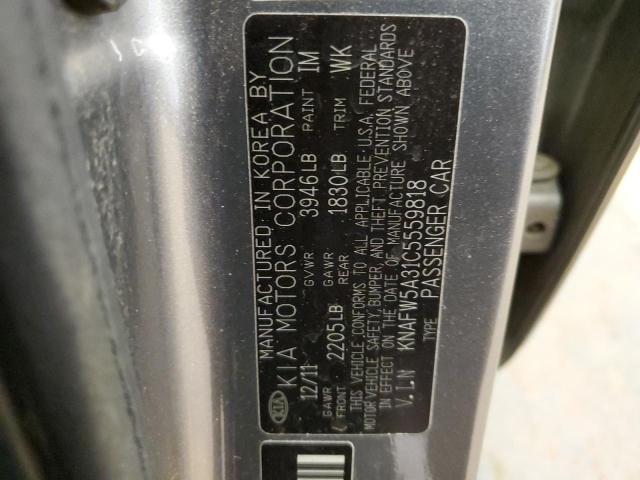 KIA
MANUFACTURED IN KOREA BY
KIA MOTORS CORPORATION
12/11 GVWR 3946LB PAINT IM
GAWR FRONT 2205LB GAWR REAR 1830LB TRIM WK
THIS VEHICLE CONFORMS TO ALL APPLICABLE U.S.A. FEDERAL
MOTOR VEHICLE SAFETY, BUMPER, AND THEFT PREVENTION STANDARDS
IN EFFECT ON THE DATE OF MANUFACTURE SHOWN ABOVE
V.I.N KNAFW5A31C5559818
TYPE PASSENGER CAR